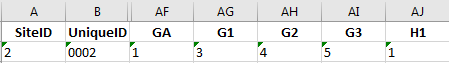 A B AF AG AH AI AJ
SiteID UniqueID GA G1 G2 G3 H1
2 0002 1 3 4 5 1